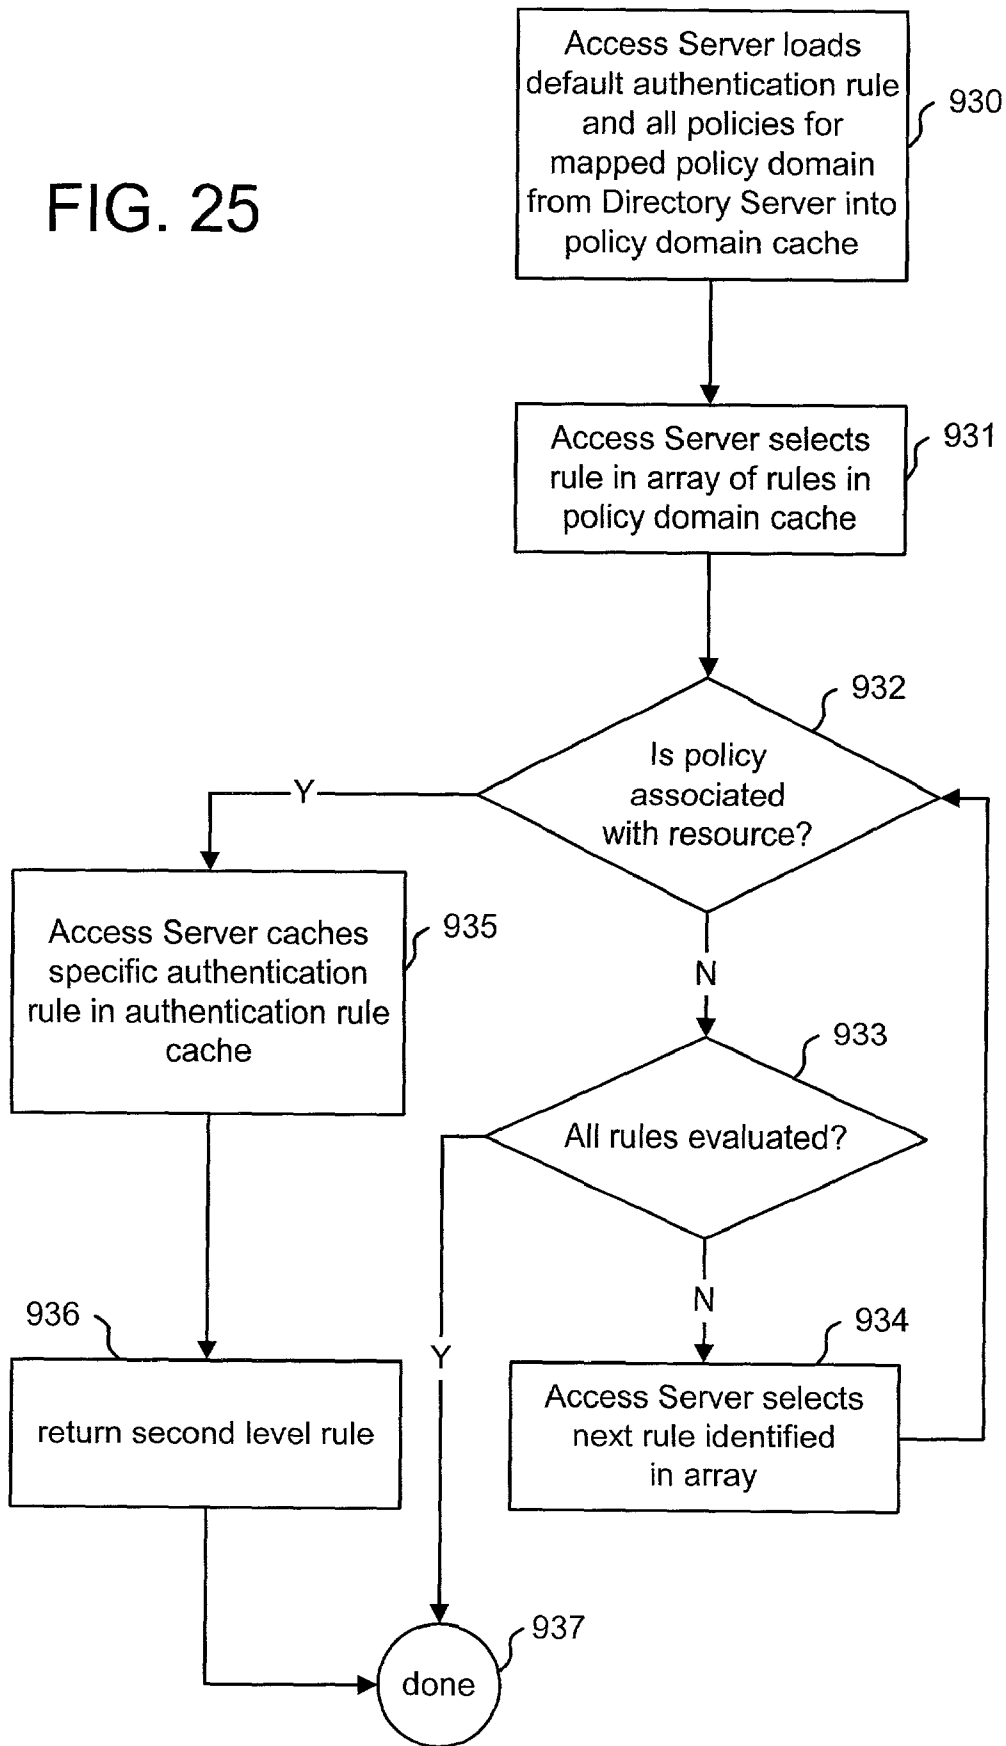 FIG. 25
Access Server loads
default authentication rule
and all policies for
mapped policy domain
from Directory Server into
policy domain cache
930
Access Server selects
rule in array of rules in
policy domain cache
931
932
Is policy
associated
with resource?
Y
N
Access Server caches
specific authentication
rule in authentication rule
cache
935
933
All rules evaluated?
Y
N
936
return second level rule
934
Access Server selects
next rule identified
in array
937
done